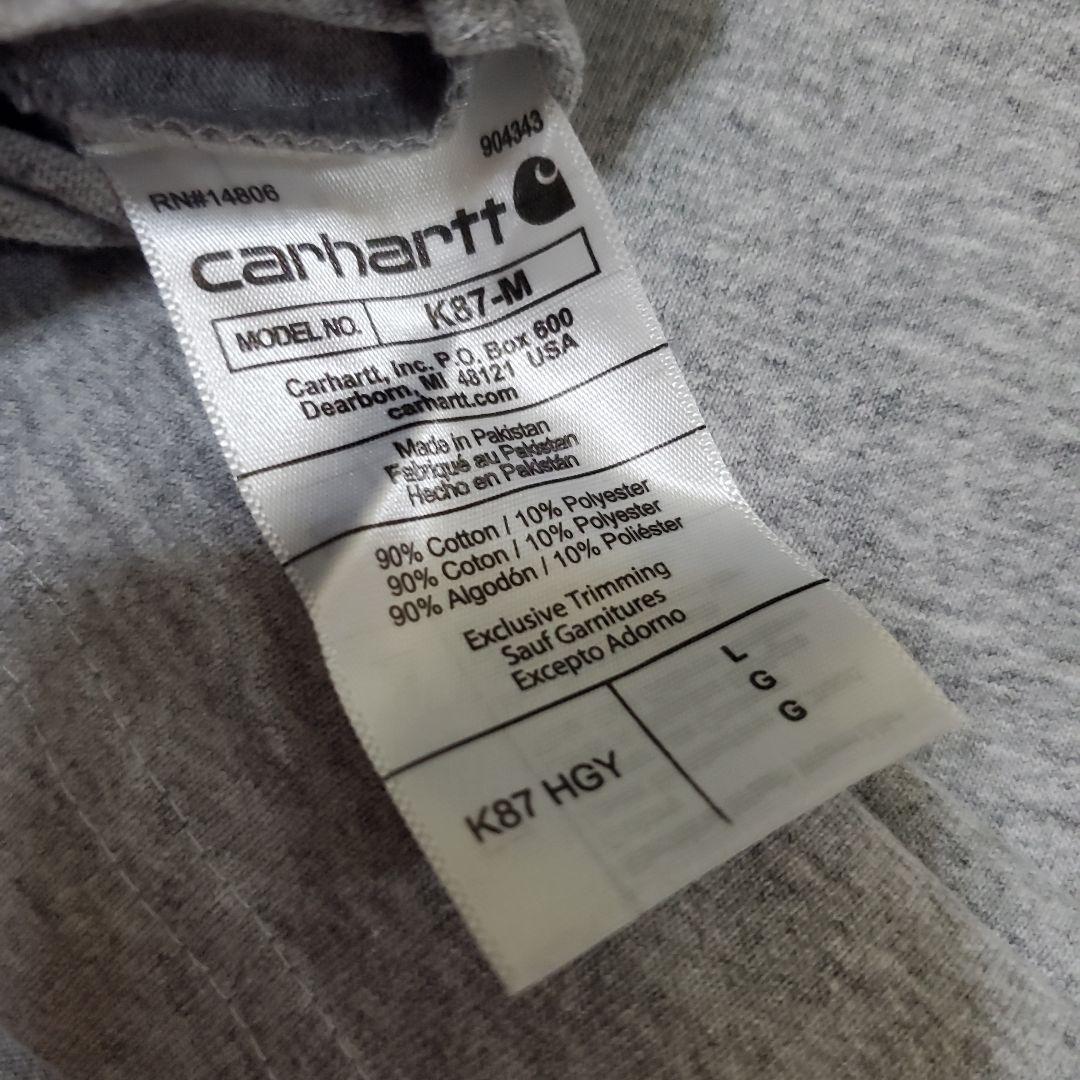 904343
RN#14806
carhartt
MODEL NO. K87-M
Carhartt, Inc. P.O. Box 600
Dearborn, MI 48121 USA
carhartt.com
Made in Pakistan
Fabriqué au Pakistan
Hecho en Pakistán
90% Cotton / 10% Polyester
90% Coton / 10% Polyester
90% Algodón / 10% Poliéster
Exclusive Trimming
Sauf Garnitures
Excepto Adorno
L
G
G
K87 HGY